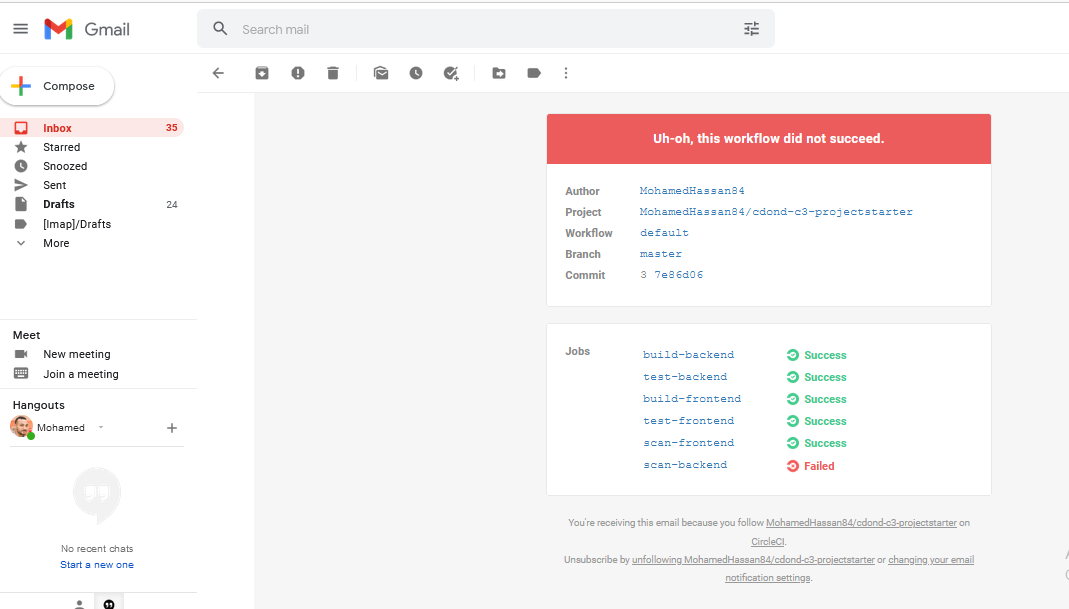 Gmail
Search mail
Compose
Inbox 35
Starred
Snoozed
Sent
Drafts 24
[Imap]/Drafts
More
Meet
New meeting
Join a meeting
Hangouts
Mohamed
No recent chats
Start a new one
Uh-oh, this workflow did not succeed.
Author MohamedHassan84
Project MohamedHassan84/cdond-c3-projectstarter
Workflow default
Branch master
Commit 3 7e86d06
Jobs
build-backend Success
test-backend Success
build-frontend Success
test-frontend Success
scan-frontend Success
scan-backend Failed
You're receiving this email because you follow MohamedHassan84/cdond-c3-projectstarter on
CircleCI.
Unsubscribe by unfollowing MohamedHassan84/cdond-c3-projectstarter or changing your email
notification settings.